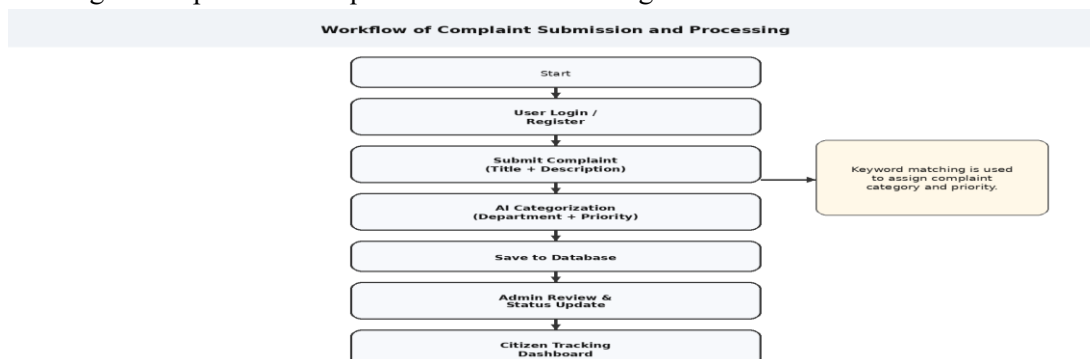 Workflow of Complaint Submission and Processing
Start
User Login /
Register
Submit Complaint
(Title + Description)
Keyword matching is used
to assign complaint
category and priority.
AI Categorization
(Department + Priority)
Save to Database
Admin Review &
Status Update
Citizen Tracking
Dashboard